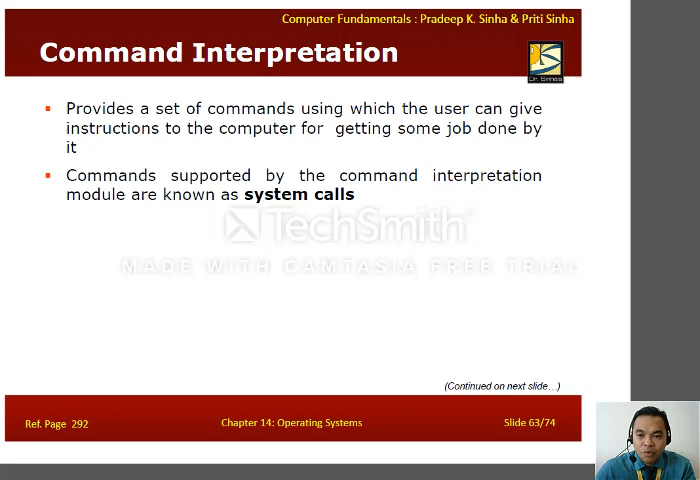 Computer Fundamentals : Pradeep K. Sinha & Priti Sinha
Command Interpretation
Dr. Sinhas
▪ Provides a set of commands using which the user can give
instructions to the computer for getting some job done by
it
▪ Commands supported by the command interpretation
module are known as system calls
TechSmith
MADE WITH CAMTASIA FREE TRIAL
(Continued on next slide…)
Ref. Page 292
Chapter 14: Operating Systems
Slide 63/74